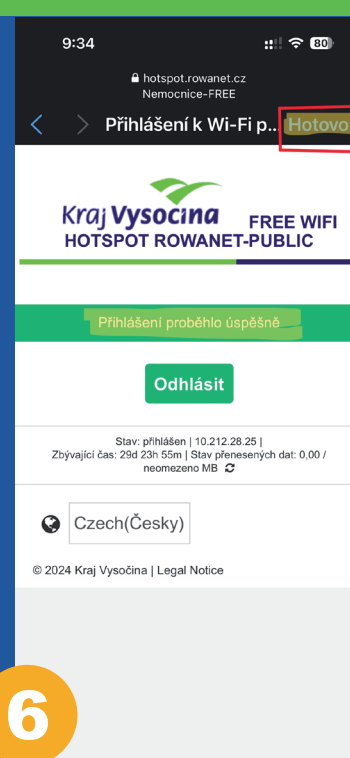 9:34
80
hotspot.rowanet.cz
Nemocnice-FREE
Přihlášení k Wi-Fi p... Hotovo
Kraj Vysočina
FREE WIFI
HOTSPOT ROWANET-PUBLIC
Přihlášení proběhlo úspěšně
Odhlásit
Stav: přihlášen | 10.212.28.25 |
Zbývající čas: 29d 23h 55m | Stav přenesených dat: 0,00 /
neomezeno MB
Czech(Česky)
© 2024 Kraj Vysočina | Legal Notice
6